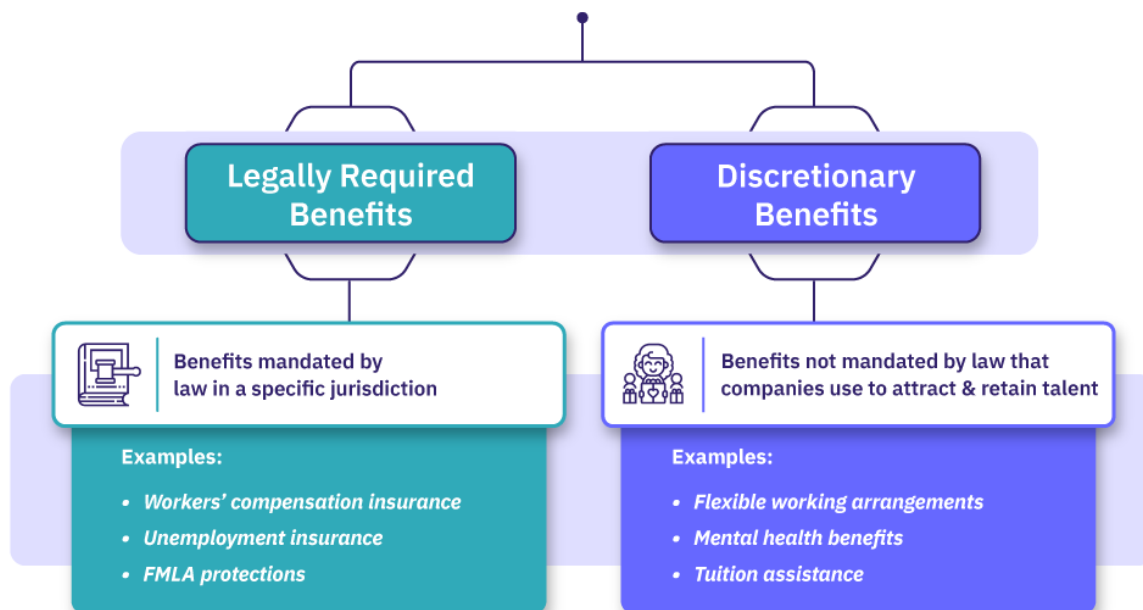 Legally Required
Benefits
Discretionary
Benefits
Benefits mandated by
law in a specific jurisdiction
Examples:
• Workers’ compensation insurance
• Unemployment insurance
• FMLA protections
Benefits not mandated by law that
companies use to attract & retain talent
Examples:
• Flexible working arrangements
• Mental health benefits
• Tuition assistance